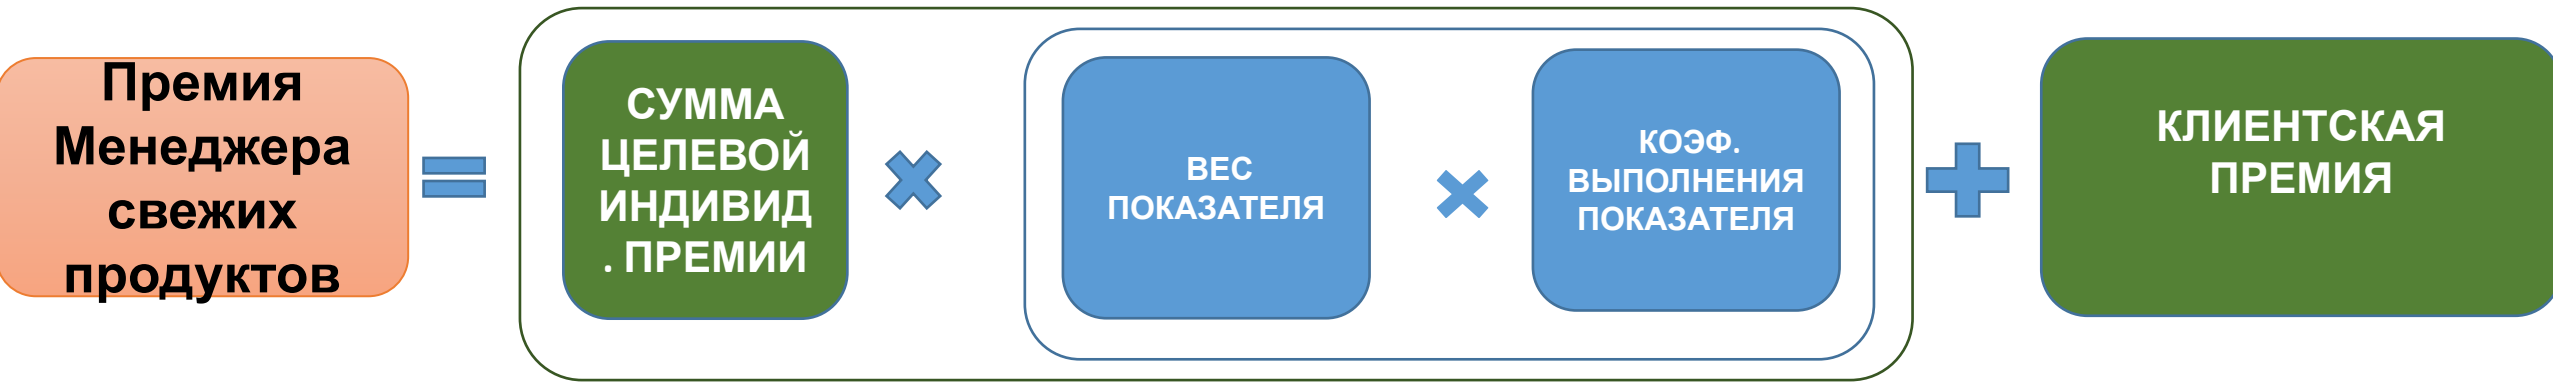 Премия
Менеджера
свежих
продуктов
СУММА
ЦЕЛЕВОЙ
ИНДИВИД
. ПРЕМИИ
ВЕС
ПОКАЗАТЕЛЯ
КОЭФ.
ВЫПОЛНЕНИЯ
ПОКАЗАТЕЛЯ
КЛИЕНТСКАЯ
ПРЕМИЯ